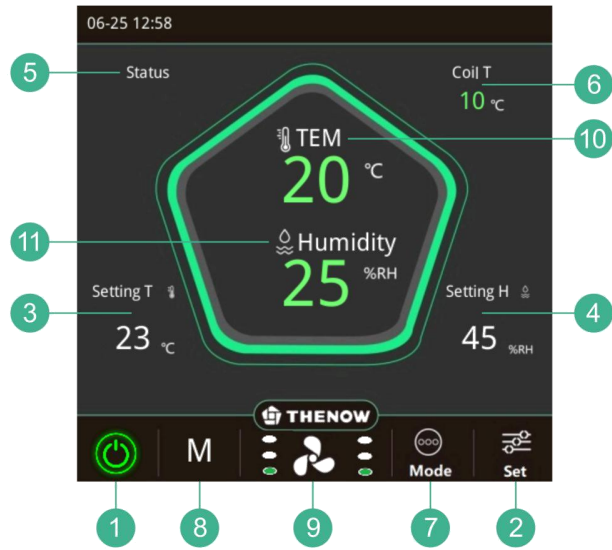 06-25 12:58
5 Status
Coil T 6
10 ℃
TEM 10
20 ℃
11 Humidity
25 %RH
Setting T
3
23 ℃
Setting H
4
45 %RH
THENOW
M
Mode
Set
1 8 9 7 2